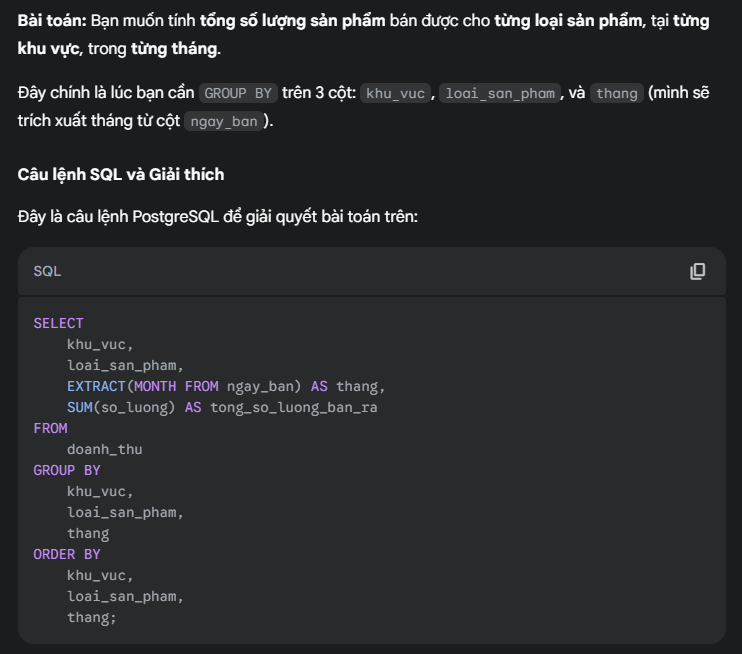 Bài toán: Bạn muốn tính tổng số lượng sản phẩm bán được cho từng loại sản phẩm, tại từng
khu vực, trong từng tháng.
Đây chính là lúc bạn cần GROUP BY trên 3 cột: khu_vuc, loai_san_pham, và thang (mình sẽ
trích xuất tháng từ cột ngay_ban).
Câu lệnh SQL và Giải thích
Đây là câu lệnh PostgreSQL để giải quyết bài toán trên:
SQL
SELECT
    khu_vuc,
    loai_san_pham,
    EXTRACT(MONTH FROM ngay_ban) AS thang,
    SUM(so_luong) AS tong_so_luong_ban_ra
FROM
    doanh_thu
GROUP BY
    khu_vuc,
    loai_san_pham,
    thang
ORDER BY
    khu_vuc,
    loai_san_pham,
    thang;